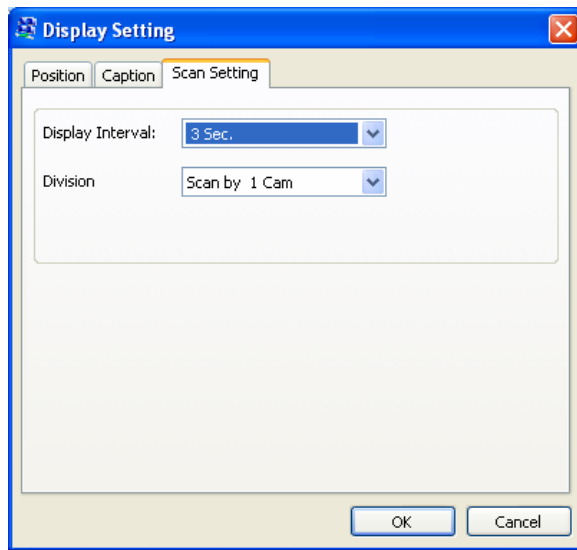 Display Setting
Position Caption Scan Setting
Display Interval: 3 Sec.
Division Scan by 1 Cam
OK Cancel